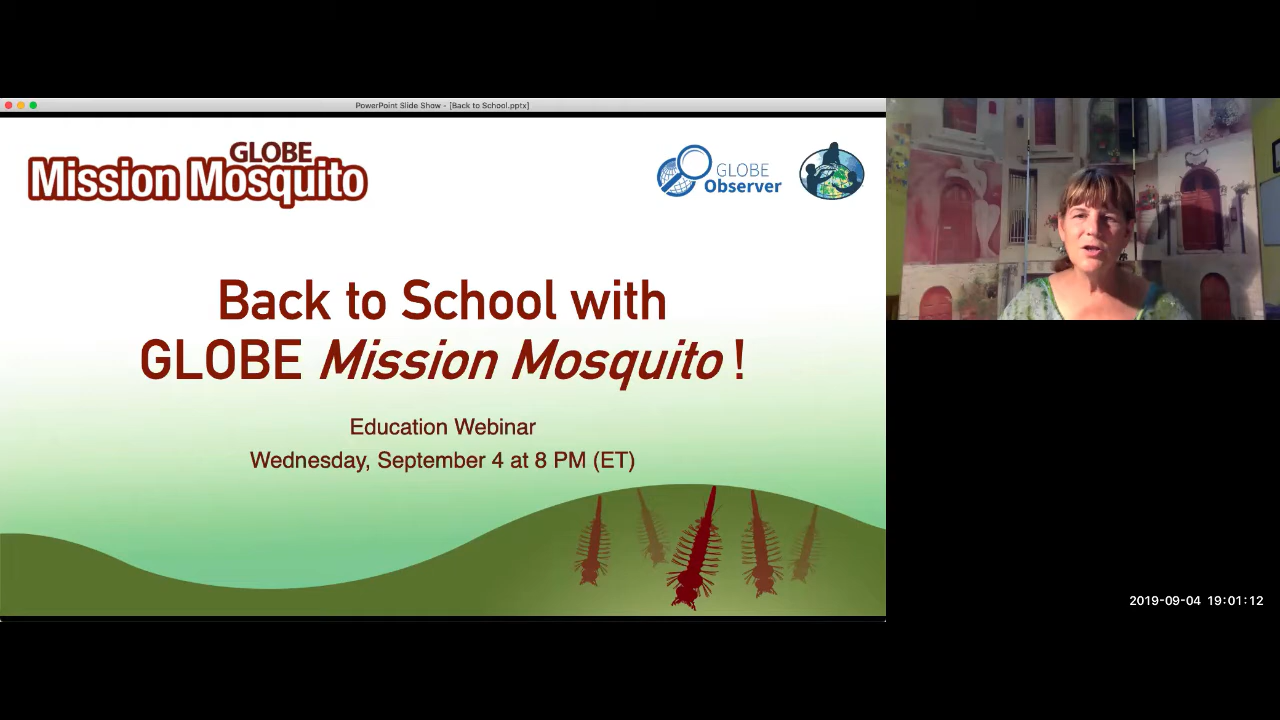 PowerPoint Slide Show - [Back to School.pptx]
GLOBE
Mission Mosquito
GLOBE
Observer
Back to School with
GLOBE Mission Mosquito !
Education Webinar
Wednesday, September 4 at 8 PM (ET)
2019-09-04 19:01:12